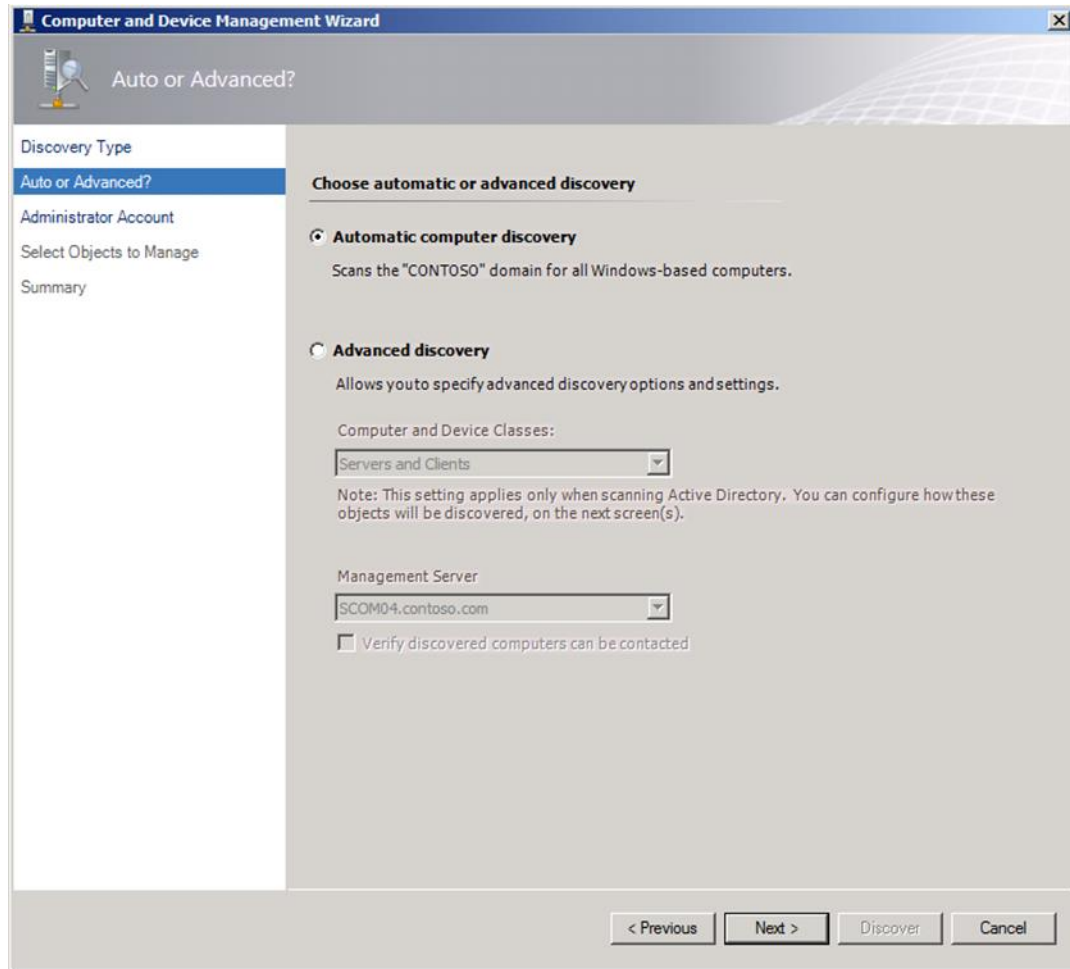 Computer and Device Management Wizard
Auto or Advanced?
Discovery Type
Auto or Advanced?
Administrator Account
Select Objects to Manage
Summary
Choose automatic or advanced discovery
Automatic computer discovery
Scans the "CONTOSO" domain for all Windows-based computers.
Advanced discovery
Allows youto specify advanced discovery options and settings.
Computer and Device Classes:
Servers and Clients
Note: This setting applies only when scanning Active Directory. You can configure how these
objects will be discovered, on the next screen(s).
Management Server
SCOM04.contoso.com
Verify discovered computers can be contacted
< Previous
Next >
Discover
Cancel